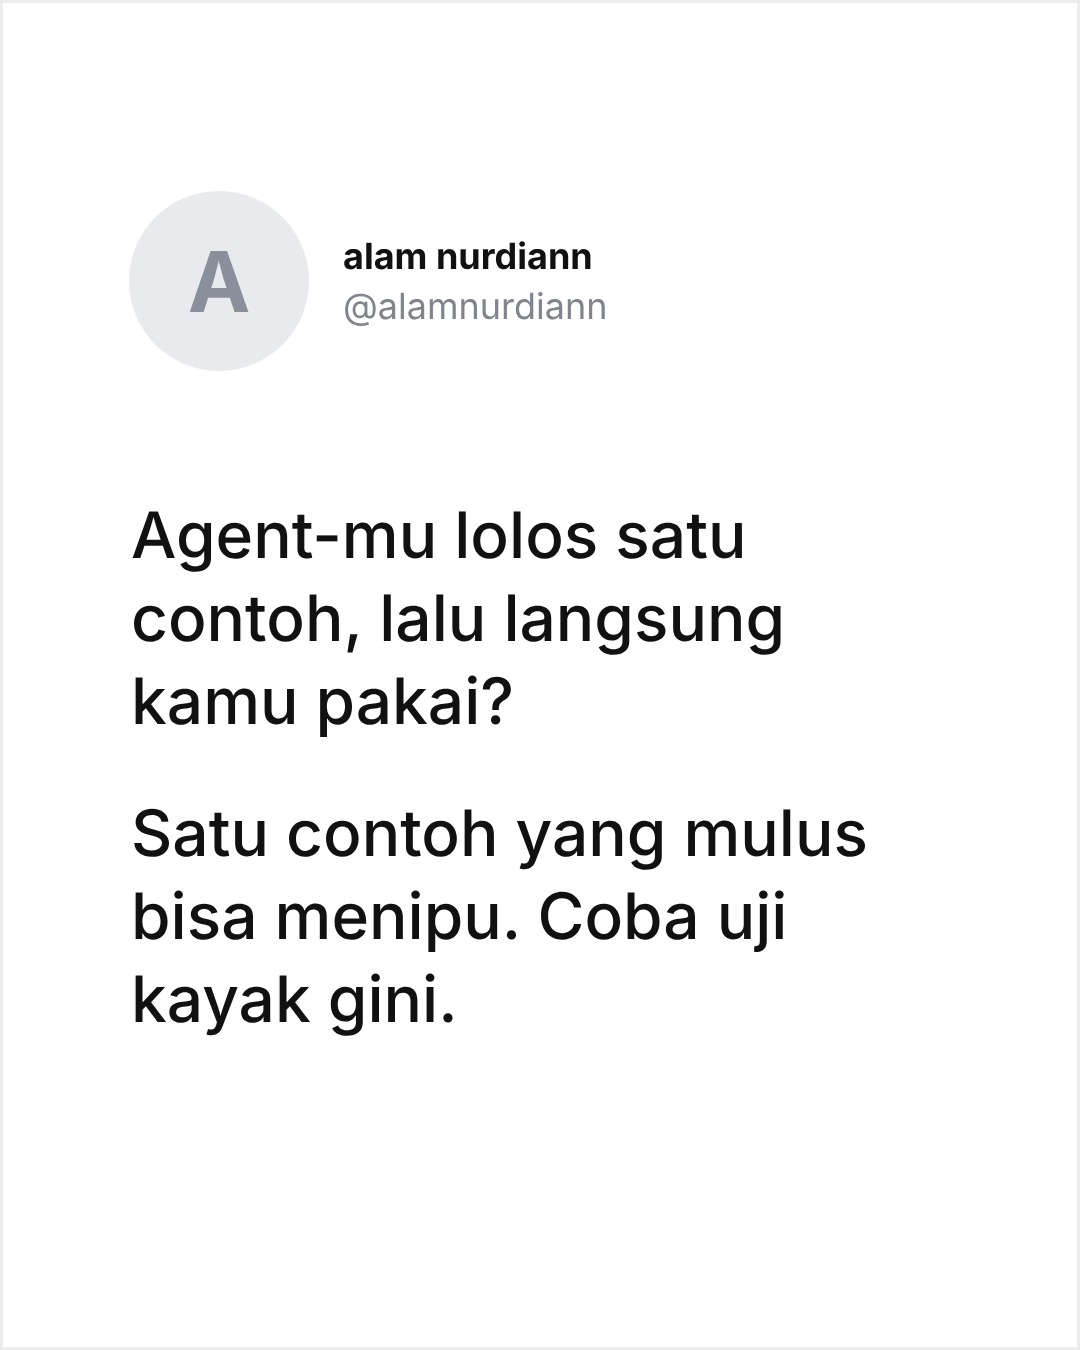 A
alam nurdiann
@alamnurdiann
Agent-mu lolos satu
contoh, lalu langsung
kamu pakai?
Satu contoh yang mulus
bisa menipu. Coba uji
kayak gini.